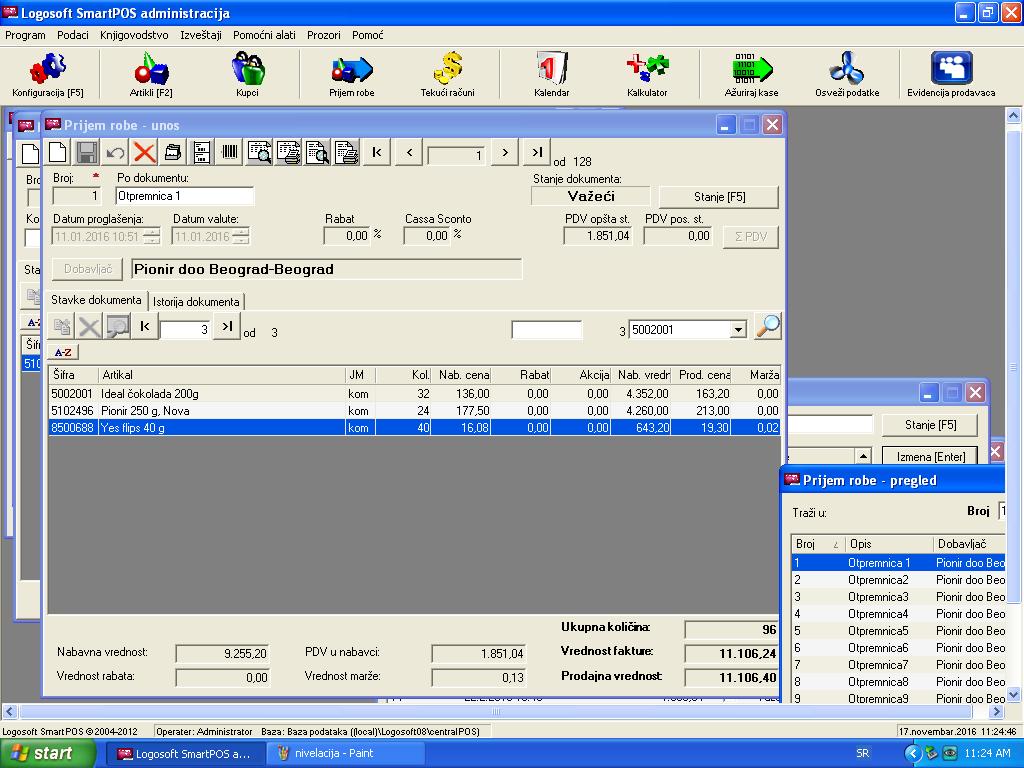 Logosoft SmartPOS administracija
Program Podaci Knjigovodstvo Izveštaji Pomoćni alati Prozori Pomoć
Konfiguracija [F5] Artikli [F2] Kupci Prijem robe Tekući računi Kalendar Kalkulator Ažuriraj kase Osveži podatke Evidencija prodavaca
Prijem robe - unos
1 od 128
Broj: * Po dokumentu: Stanje dokumenta:
1 Otpremnica 1 Važeći Stanje [F5]
Datum proglašenja: Datum valute: Rabat Cassa Sconto PDV opšta st. PDV pos. st.
11.01.2016 10:51 11.01.2016 0,00 % 0,00 % 1.851,04 0,00 Σ PDV
Dobavljač Pionir doo Beograd-Beograd
Stavke dokumenta Istorija dokumenta
3 od 3 3 5002001
A-Z
Šifra Artikal JM Kol. Nab. cena Rabat Akcija Nab. vredr Prod. cena Marža
5002001 Ideal čokolada 200g kom 32 136,00 0,00 0,00 4.352,00 163,20 0,00
5102496 Pionir 250 g, Nova kom 24 177,50 0,00 0,00 4.260,00 213,00 0,00
8500688 Yes flips 40 g kom 40 16,08 0,00 0,00 643,20 19,30 0,02
Stanje [F5]
Izmena [Enter]
Prijem robe - pregled
Traži u: Broj
Broj Opis Dobavljač
1 Otpremnica 1 Pionir doo Beo
2 Otpremnica2 Pionir doo Beo
3 Otpremnica3 Pionir doo Beo
4 Otpremnica4 Pionir doo Beo
5 Otpremnica5 Pionir doo Beo
6 Otpremnica6 Pionir doo Beo
7 Otpremnica7 Pionir doo Beo
8 Otpremnica8 Pionir doo Beo
9 Otpremnica9 Pionir doo Beo
Ukupna količina: 96
Nabavna vrednost: 9.255,20 PDV u nabavci: 1.851,04 Vrednost fakture: 11.106,24
Vrednost rabata: 0,00 Vrednost marže: 0,13 Prodajna vrednost: 11.106,40
Logosoft SmartPOS ©2004-2012 Operater: Administrator Baza: Baza podataka ((local)\Logosoft08\centralPOS) 17.novembar.2016 11:24:46
start Logosoft SmartPOS a... nivelacija - Paint SR 11:24 AM